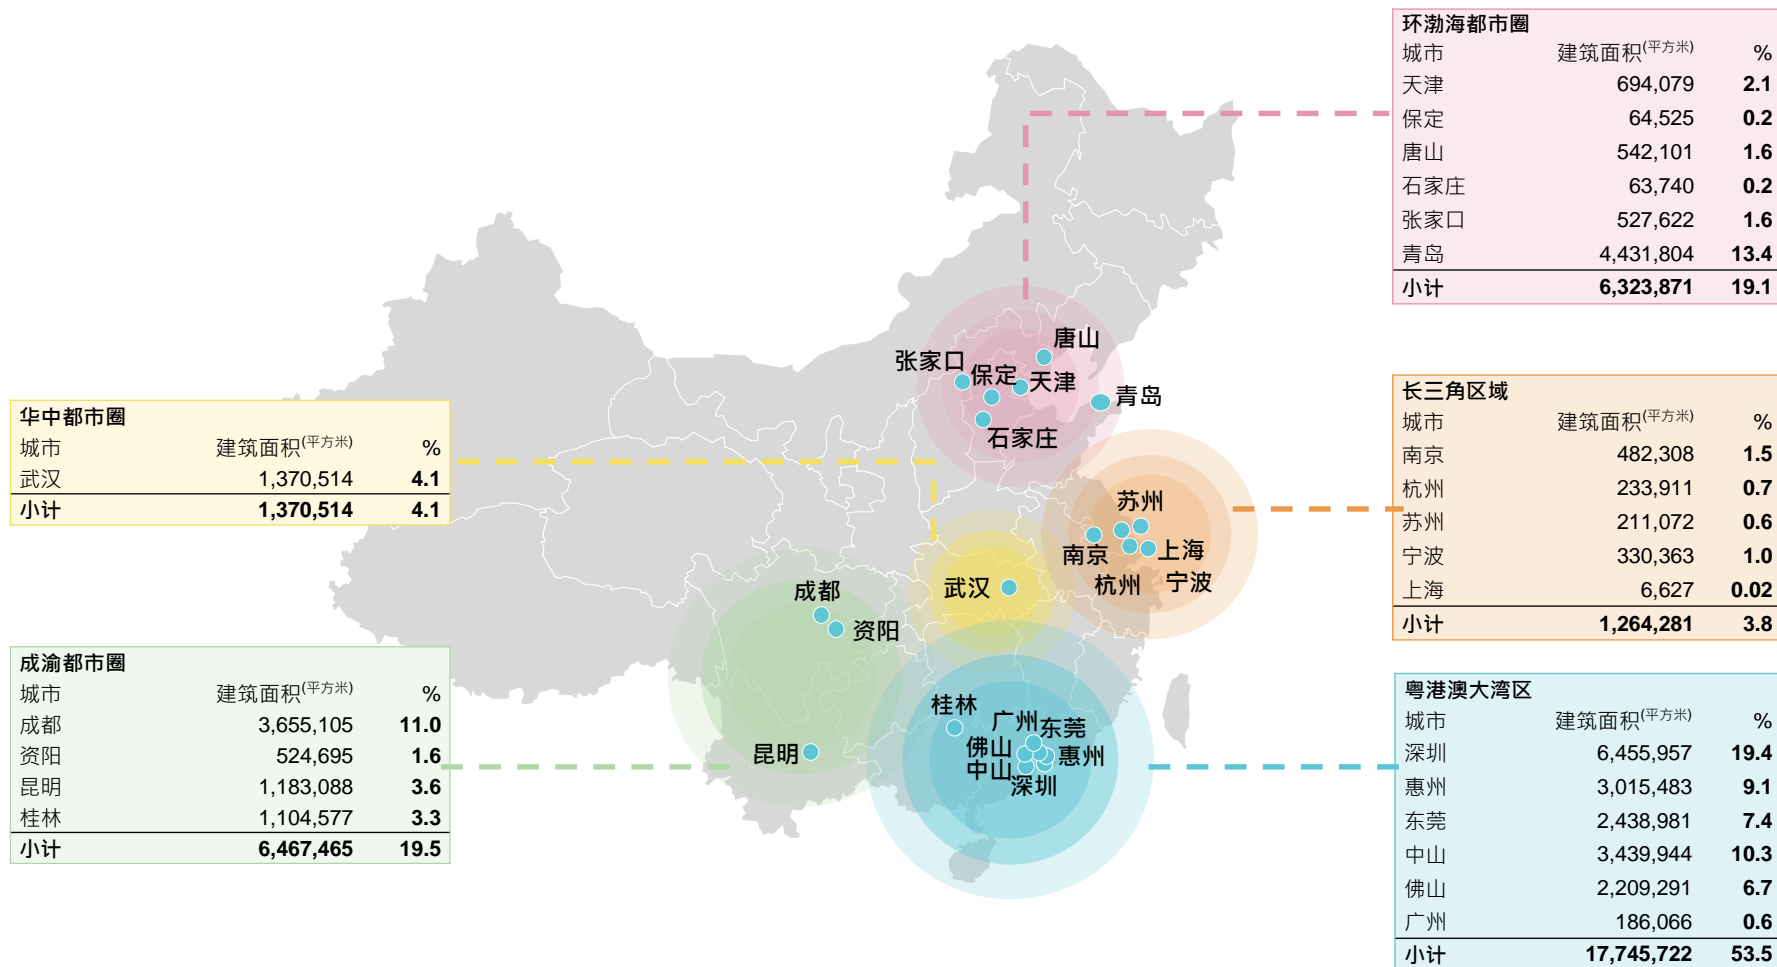 环渤海都市圈
城市 建筑面积(平方米) %
天津 694,079 2.1
保定 64,525 0.2
唐山 542,101 1.6
石家庄 63,740 0.2
张家口 527,622 1.6
青岛 4,431,804 13.4
小计 6,323,871 19.1
唐山
张家口
保定
天津
青岛
石家庄
华中都市圈
城市 建筑面积(平方米) %
武汉 1,370,514 4.1
小计 1,370,514 4.1
长三角区域
城市 建筑面积(平方米) %
南京 482,308 1.5
杭州 233,911 0.7
苏州 211,072 0.6
宁波 330,363 1.0
上海 6,627 0.02
小计 1,264,281 3.8
苏州
南京
上海
杭州
宁波
武汉
成都
资阳
昆明
成渝都市圈
城市 建筑面积(平方米) %
成都 3,655,105 11.0
资阳 524,695 1.6
昆明 1,183,088 3.6
桂林 1,104,577 3.3
小计 6,467,465 19.5
桂林
广州
东莞
佛山
惠州
中山
深圳
粤港澳大湾区
城市 建筑面积(平方米) %
深圳 6,455,957 19.4
惠州 3,015,483 9.1
东莞 2,438,981 7.4
中山 3,439,944 10.3
佛山 2,209,291 6.7
广州 186,066 0.6
小计 17,745,722 53.5